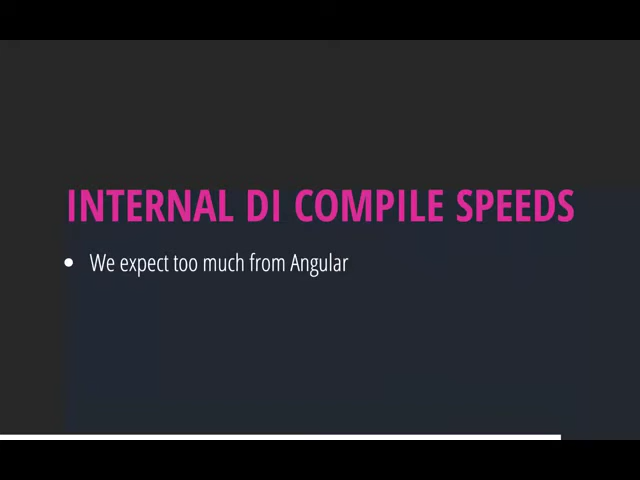 INTERNAL DI COMPILE SPEEDS
• We expect too much from Angular